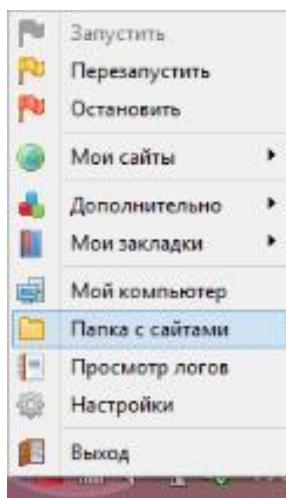 Запустить
Перезапустить
Остановить
Мои сайты
Дополнительно
Мои закладки
Мой компьютер
Папка с сайтами
Просмотр логов
Настройки
Выход